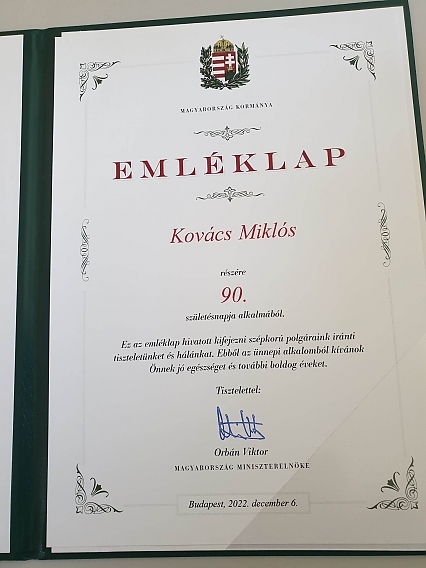 MAGYARORSZÁG KORMÁNYA
EMLÉKLAP
Kovács Miklós
részére
90.
születésnapja alkalmából.
Ez az emléklap hivatott kifejezni szépkorú polgáraink iránti
tiszteletünket és hálánkat. Ebből az ünnepi alkalomból kívánok
Önnek jó egészséget és további boldog éveket.
Tisztelettel:
Orbán Viktor
MAGYARORSZÁG MINISZTERELNÖKE
Budapest, 2022. december 6.